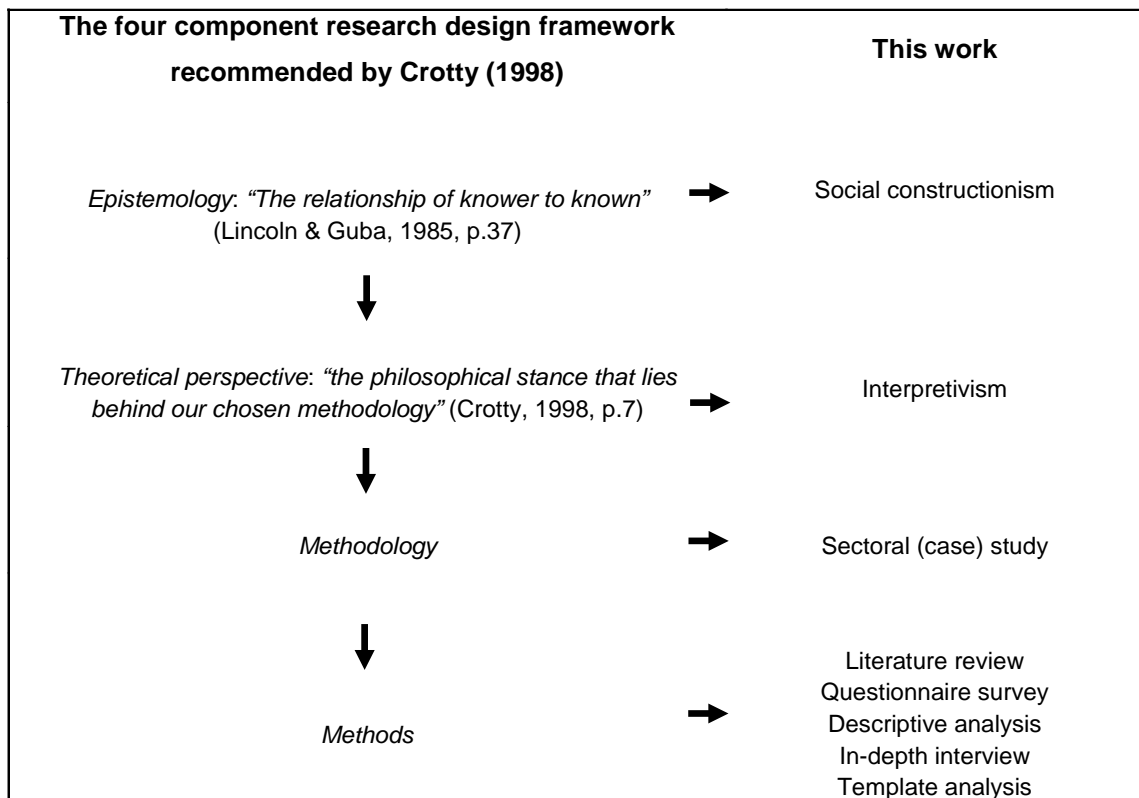 The four component research design framework
recommended by Crotty (1998)
This work
Epistemology: “The relationship of knower to known”
(Lincoln & Guba, 1985, p.37)
Social constructionism
Theoretical perspective: “the philosophical stance that lies
behind our chosen methodology” (Crotty, 1998, p.7)
Interpretivism
Methodology
Sectoral (case) study
Methods
Literature review
Questionnaire survey
Descriptive analysis
In-depth interview
Template analysis